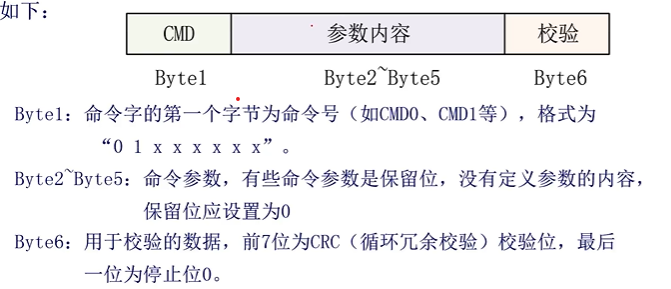 如下：
CMD 参数内容 校验
Byte1 Byte2~Byte5 Byte6
Byte1：命令字的第一个字节为命令号（如CMD0、CMD1等），格式为
“0 1 x x x x x x”。
Byte2~Byte5：命令参数，有些命令参数是保留位，没有定义参数的内容，
保留位应设置为0
Byte6：用于校验的数据，前7位为CRC（循环冗余校验）校验位，最后
一位为停止位0。